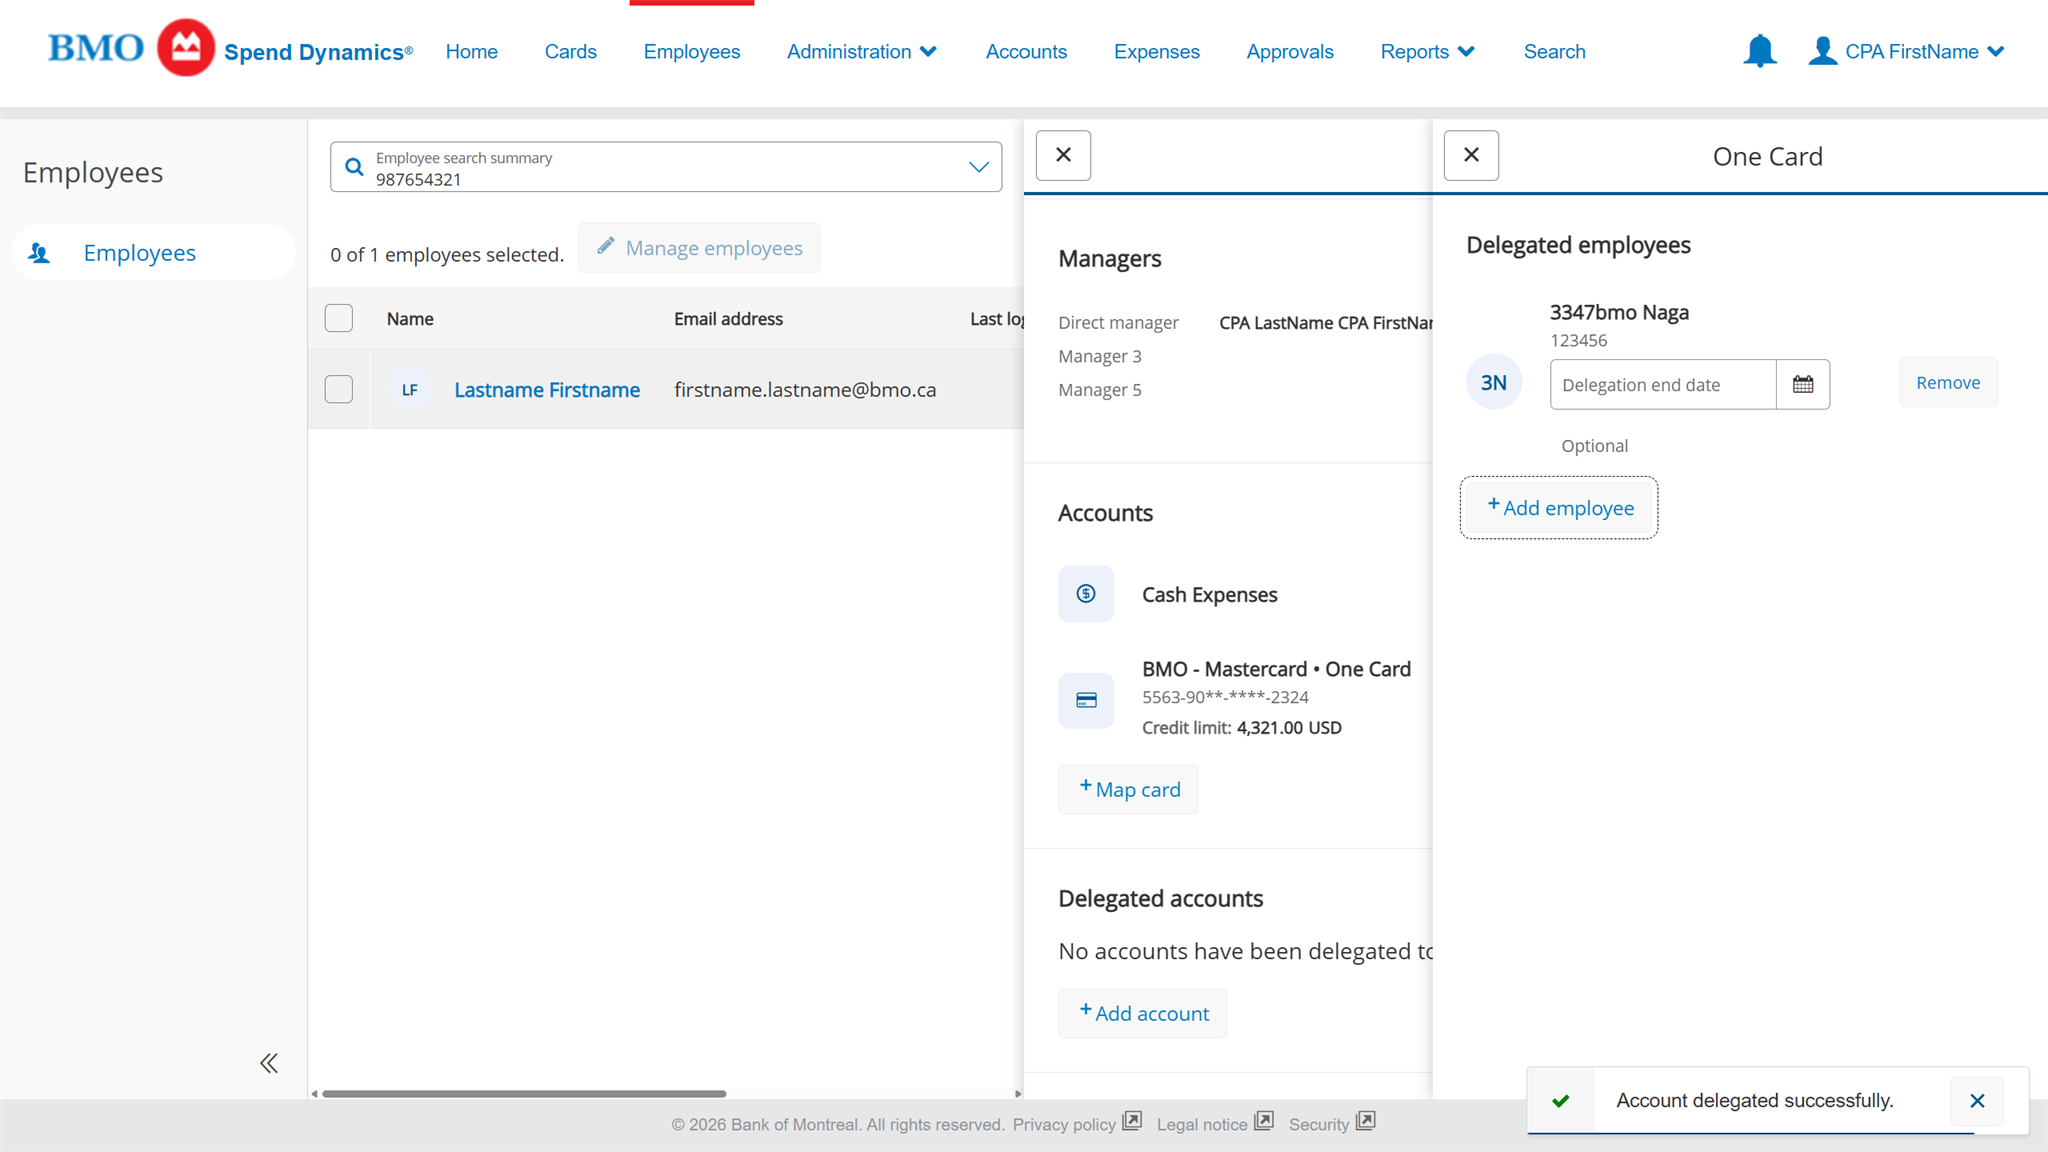 BMO Spend Dynamics® Home Cards Employees Administration Accounts Expenses Approvals Reports Search CPA FirstName
Employees
Employees
Employee search summary
987654321
0 of 1 employees selected. Manage employees
Name Email address Last log
LF Lastname Firstname firstname.lastname@bmo.ca
Managers
Direct manager CPA LastName CPA FirstNam
Manager 3
Manager 5
Accounts
Cash Expenses
BMO - Mastercard • One Card
5563-90**-****-2324
Credit limit: 4,321.00 USD
+ Map card
Delegated accounts
No accounts have been delegated to
+ Add account
One Card
Delegated employees
3347bmo Naga
123456
3N Delegation end date Remove
Optional
+ Add employee
Account delegated successfully.
© 2026 Bank of Montreal. All rights reserved. Privacy policy Legal notice Security